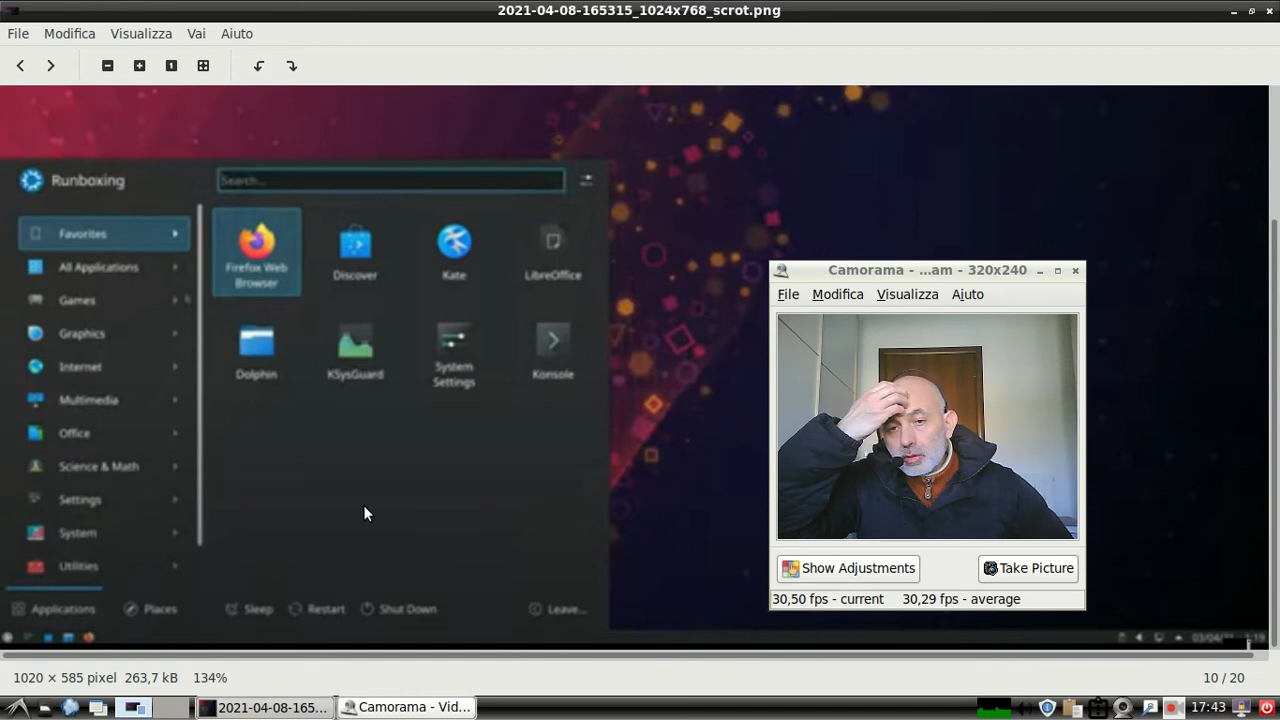 2021-04-08-165315_1024x768_scrot.png
File Modifica Visualizza Vai Aiuto
Runboxing
Search...
Favorites
All Applications
Games
Graphics
Internet
Multimedia
Office
Science & Math
Settings
System
Utilities
Firefox Web Browser
Discover
Kate
LibreOffice
Dolphin
KSysGuard
System Settings
Konsole
Applications Places Sleep Restart Shut Down Leave...
Camorama - ...am - 320x240
File Modifica Visualizza Aiuto
Show Adjustments Take Picture
30,50 fps - current 30,29 fps - average
1020 × 585 pixel 263,7 kB 134% 10 / 20
2021-04-08-165... Camorama - Vid... 17:43